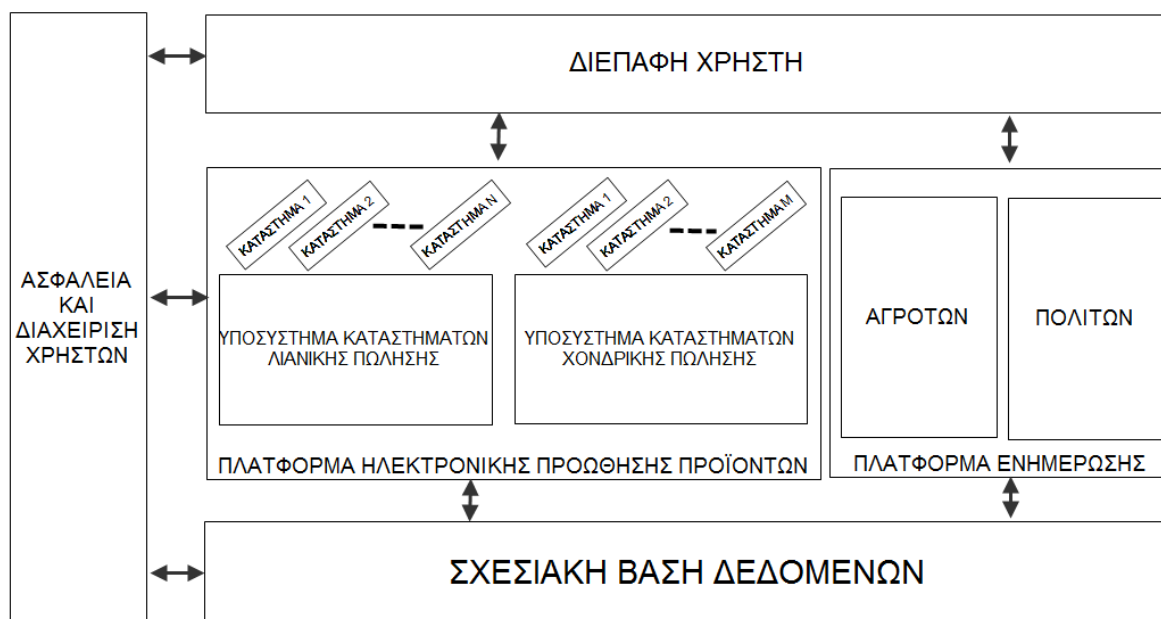 ΔΙΕΠΑΦΗ ΧΡΗΣΤΗ
ΑΣΦΑΛΕΙΑ
ΚΑΙ
ΔΙΑΧΕΙΡΙΣΗ
ΧΡΗΣΤΩΝ
ΚΑΤΑΣΤΗΜΑ 1
ΚΑΤΑΣΤΗΜΑ 2
ΚΑΤΑΣΤΗΜΑ Ν
ΚΑΤΑΣΤΗΜΑ 1
ΚΑΤΑΣΤΗΜΑ 2
ΚΑΤΑΣΤΗΜΑ Μ
ΥΠΟΣΥΣΤΗΜΑ ΚΑΤΑΣΤΗΜΑΤΩΝ
ΛΙΑΝΙΚΗΣ ΠΩΛΗΣΗΣ
ΥΠΟΣΥΣΤΗΜΑ ΚΑΤΑΣΤΗΜΑΤΩΝ
ΧΟΝΔΡΙΚΗΣ ΠΩΛΗΣΗΣ
ΠΛΑΤΦΟΡΜΑ ΗΛΕΚΤΡΟΝΙΚΗΣ ΠΡΟΩΘΗΣΗΣ ΠΡΟΪΟΝΤΩΝ
ΑΓΡΟΤΩΝ
ΠΟΛΙΤΩΝ
ΠΛΑΤΦΟΡΜΑ ΕΝΗΜΕΡΩΣΗΣ
ΣΧΕΣΙΑΚΗ ΒΑΣΗ ΔΕΔΟΜΕΝΩΝ